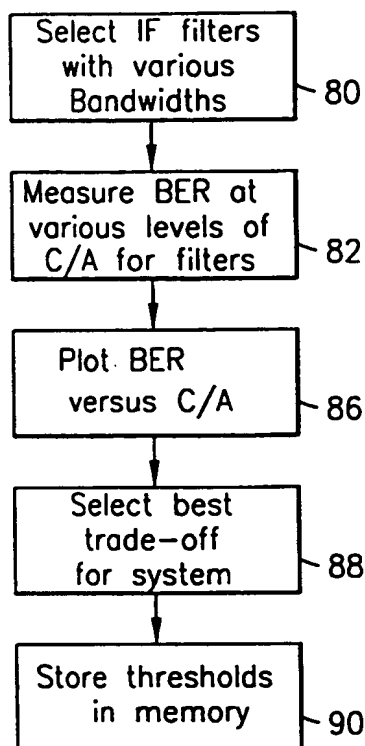 Select IF filters
with various
Bandwidths
80
Measure BER at
various levels of
C/A for filters
82
Plot BER
versus C/A
86
Select best
trade-off
for system
88
Store thresholds
in memory
90